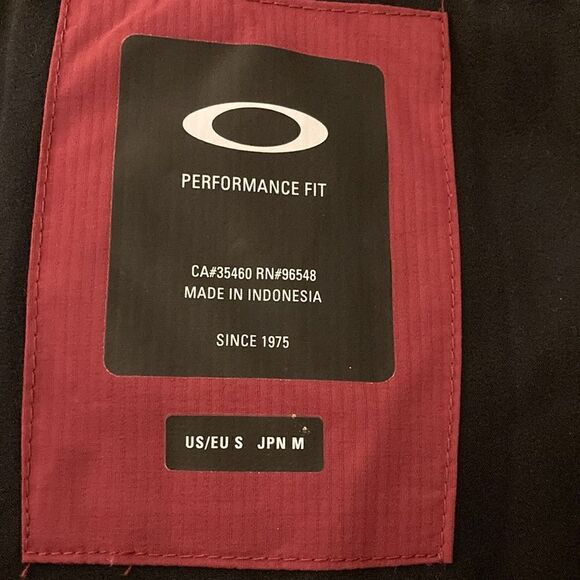 PERFORMANCE FIT
CA#35460 RN#96548
MADE IN INDONESIA
SINCE 1975
US/EU S JPN M